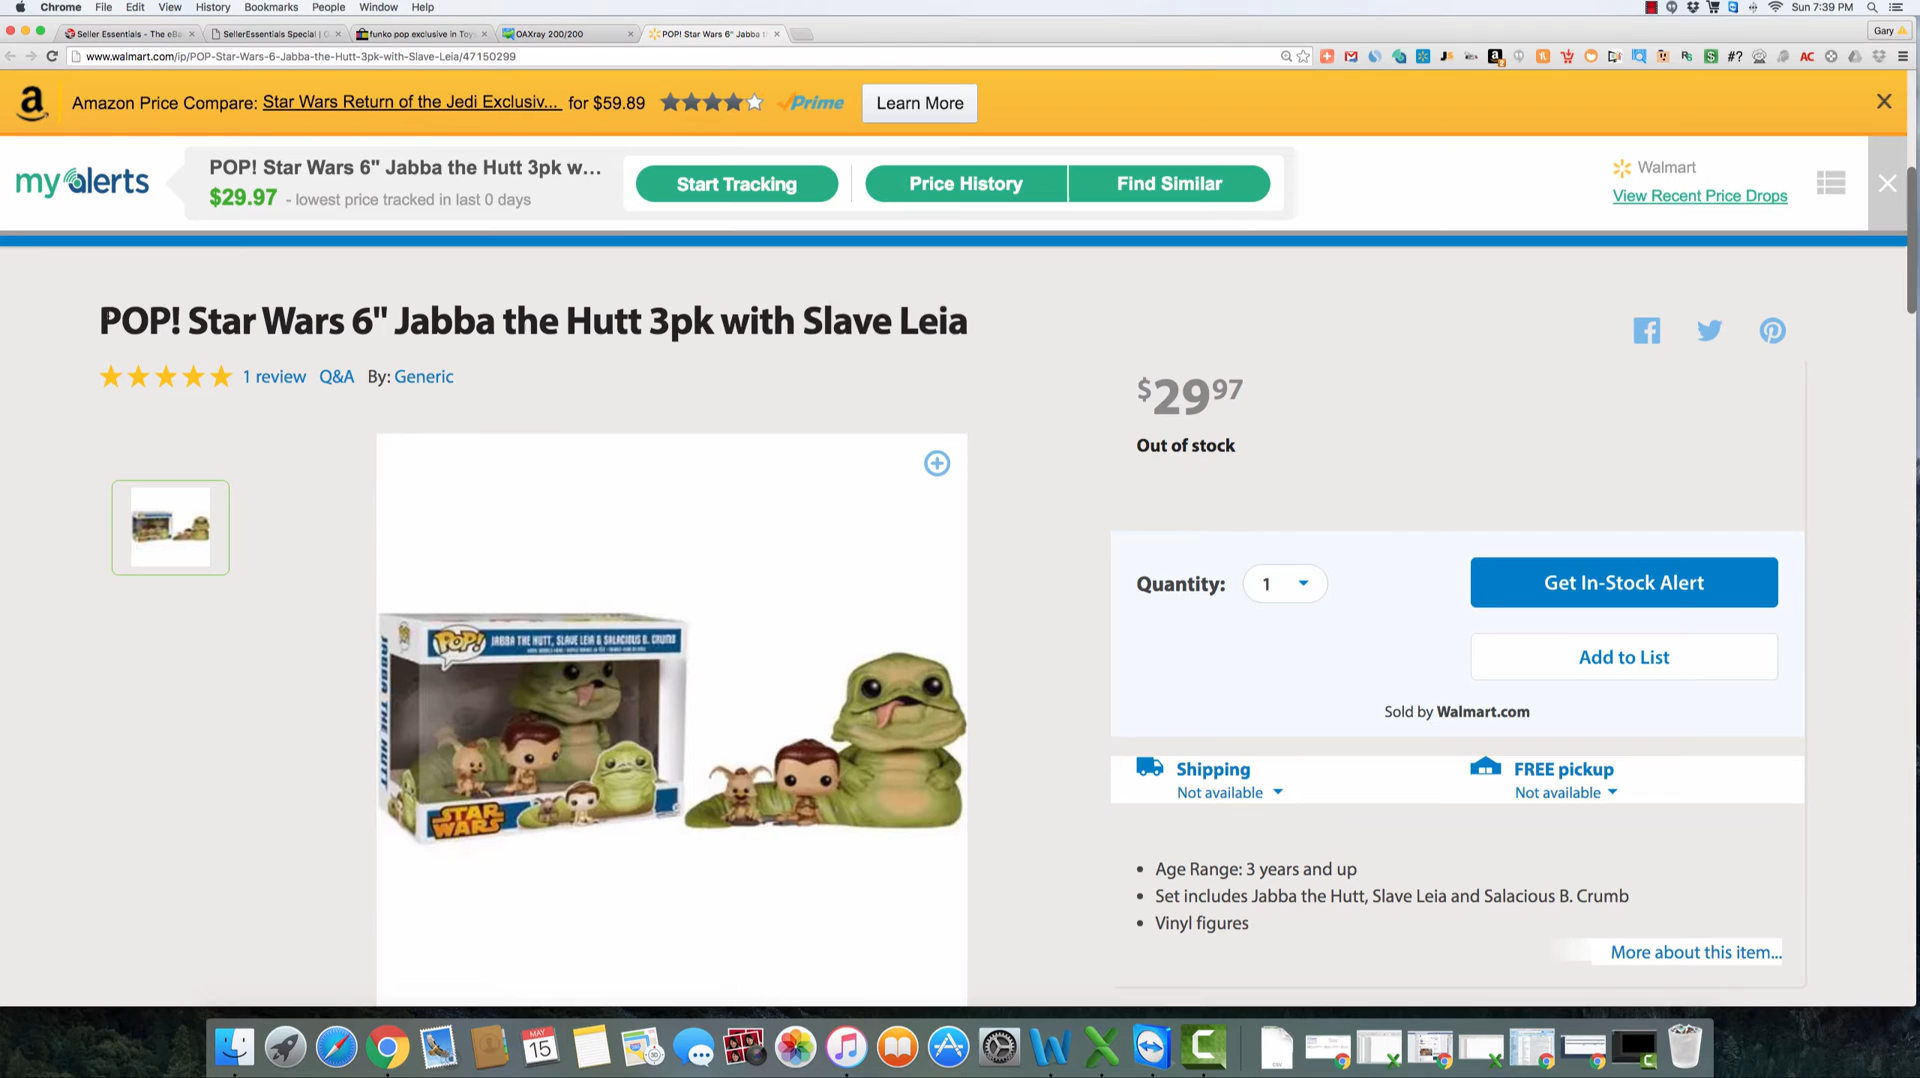 Chrome File Edit View History Bookmarks People Window Help
Sun 7:39 PM
Seller Essentials - The eBa
SellerEssentials Special | O
funko pop exclusive in Toys
OAXray 200/200
POP! Star Wars 6" Jabba t
Gary
www.walmart.com/ip/POP-Star-Wars-6-Jabba-the-Hutt-3pk-with-Slave-Leia/47150299
Amazon Price Compare: Star Wars Return of the Jedi Exclusiv... for $59.89
Prime
Learn More
my alerts
POP! Star Wars 6" Jabba the Hutt 3pk w...
$29.97 - lowest price tracked in last 0 days
Start Tracking
Price History
Find Similar
Walmart
View Recent Price Drops
POP! Star Wars 6" Jabba the Hutt 3pk with Slave Leia
1 review Q&A By: Generic
$29 97
Out of stock
Quantity: 1
Get In-Stock Alert
Add to List
Sold by Walmart.com
Shipping
Not available
FREE pickup
Not available
Age Range: 3 years and up
Set includes Jabba the Hutt, Slave Leia and Salacious B. Crumb
Vinyl figures
More about this item...
POP! JABBA THE HUTT, SLAVE LEIA & SALACIOUS B. CRUMB
JABBA THE HUTT
STAR WARS
MAY
15